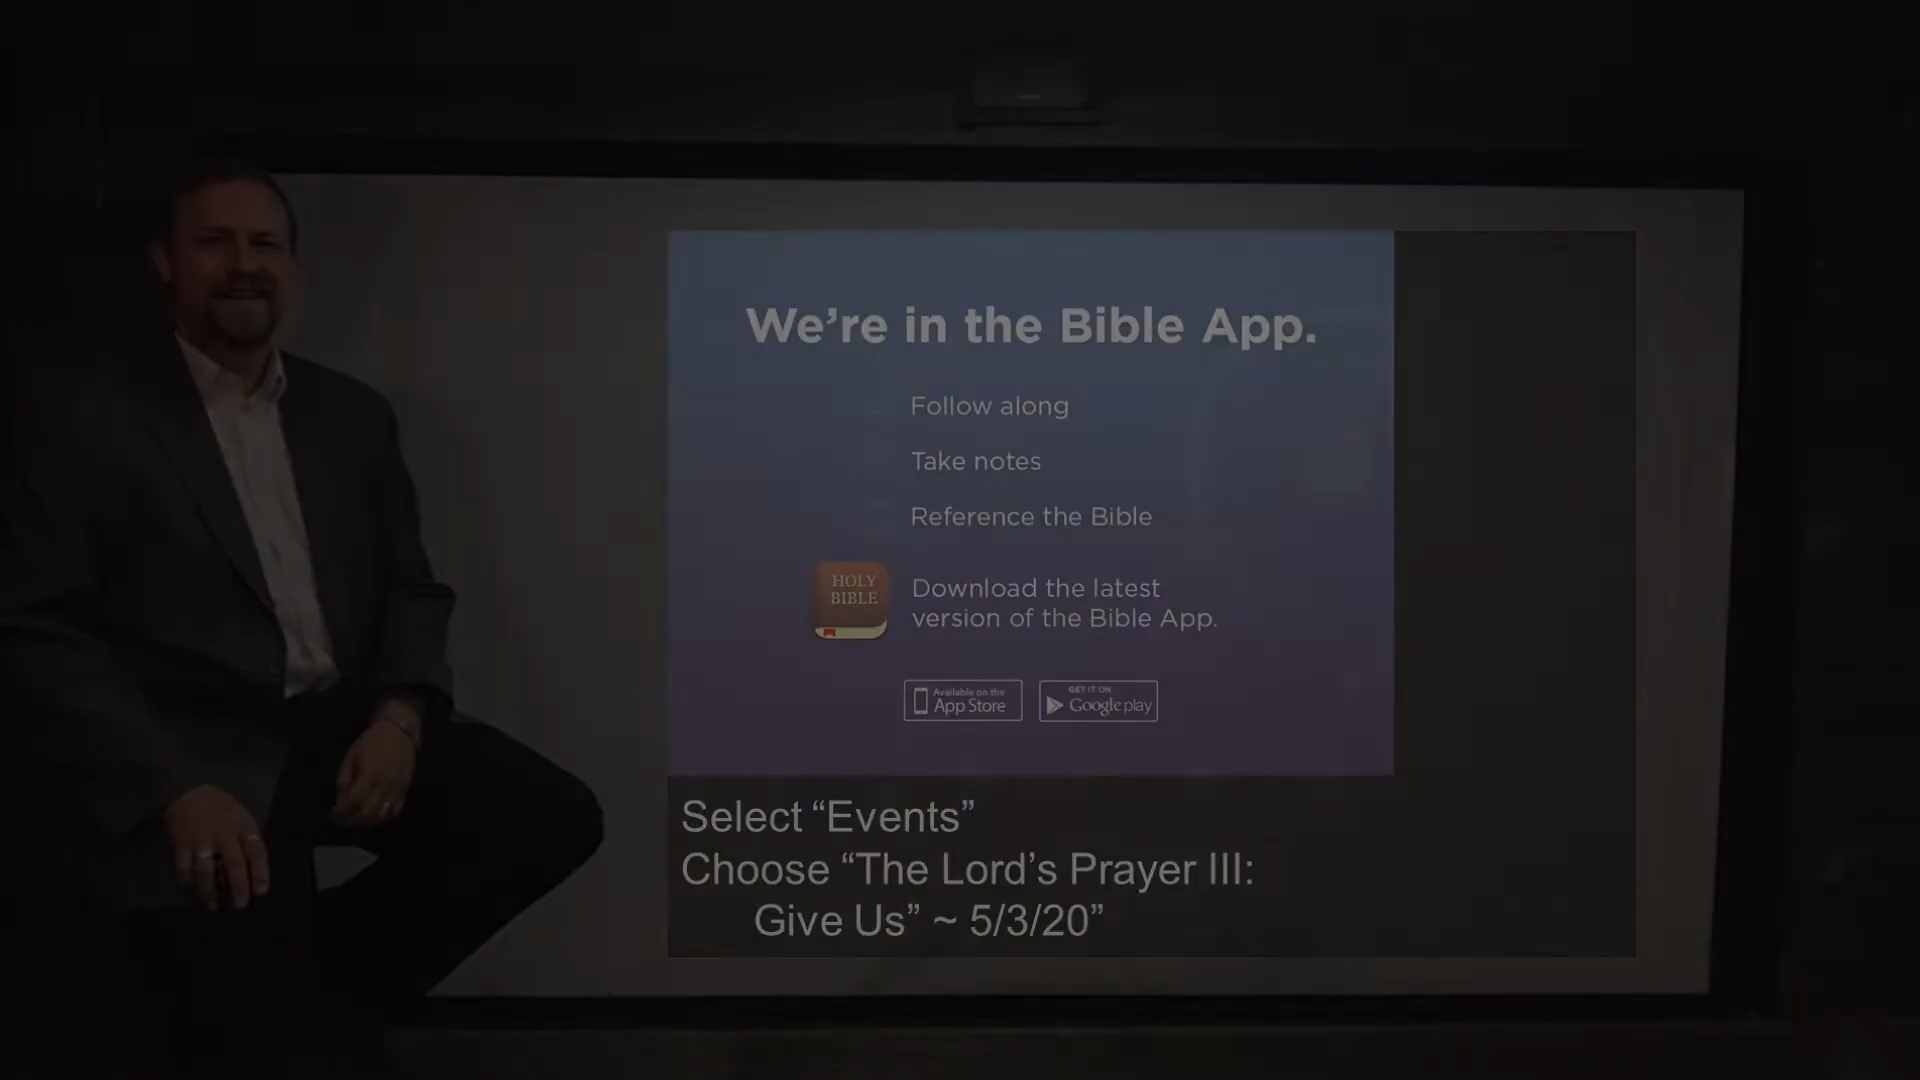 We’re in the Bible App.
Follow along
Take notes
Reference the Bible
HOLY
BIBLE
Download the latest
version of the Bible App.
Available on the
App Store
GET IT ON
Google play
Select “Events”
Choose “The Lord’s Prayer III:
Give Us” ~ 5/3/20”